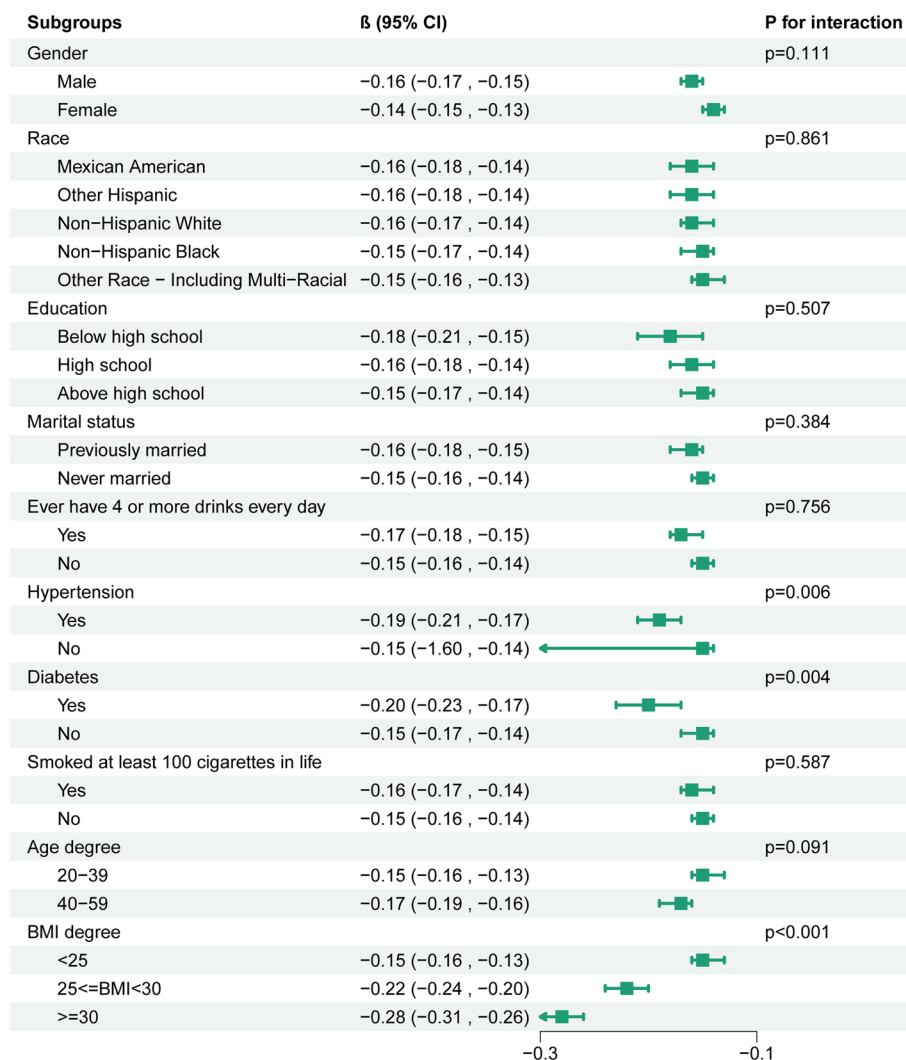 Subgroups ß (95% CI) P for interaction
Gender p=0.111
Male −0.16 (−0.17 , −0.15)
Female −0.14 (−0.15 , −0.13)
Race p=0.861
Mexican American −0.16 (−0.18 , −0.14)
Other Hispanic −0.16 (−0.18 , −0.14)
Non−Hispanic White −0.16 (−0.17 , −0.14)
Non−Hispanic Black −0.15 (−0.17 , −0.14)
Other Race − Including Multi−Racial −0.15 (−0.16 , −0.13)
Education p=0.507
Below high school −0.18 (−0.21 , −0.15)
High school −0.16 (−0.18 , −0.14)
Above high school −0.15 (−0.17 , −0.14)
Marital status p=0.384
Previously married −0.16 (−0.18 , −0.15)
Never married −0.15 (−0.16 , −0.14)
Ever have 4 or more drinks every day p=0.756
Yes −0.17 (−0.18 , −0.15)
No −0.15 (−0.16 , −0.14)
Hypertension p=0.006
Yes −0.19 (−0.21 , −0.17)
No −0.15 (−1.60 , −0.14)
Diabetes p=0.004
Yes −0.20 (−0.23 , −0.17)
No −0.15 (−0.17 , −0.14)
Smoked at least 100 cigarettes in life p=0.587
Yes −0.16 (−0.17 , −0.14)
No −0.15 (−0.16 , −0.14)
Age degree p=0.091
20−39 −0.15 (−0.16 , −0.13)
40−59 −0.17 (−0.19 , −0.16)
BMI degree p<0.001
<25 −0.15 (−0.16 , −0.13)
25<=BMI<30 −0.22 (−0.24 , −0.20)
>=30 −0.28 (−0.31 , −0.26)
−0.3 −0.1